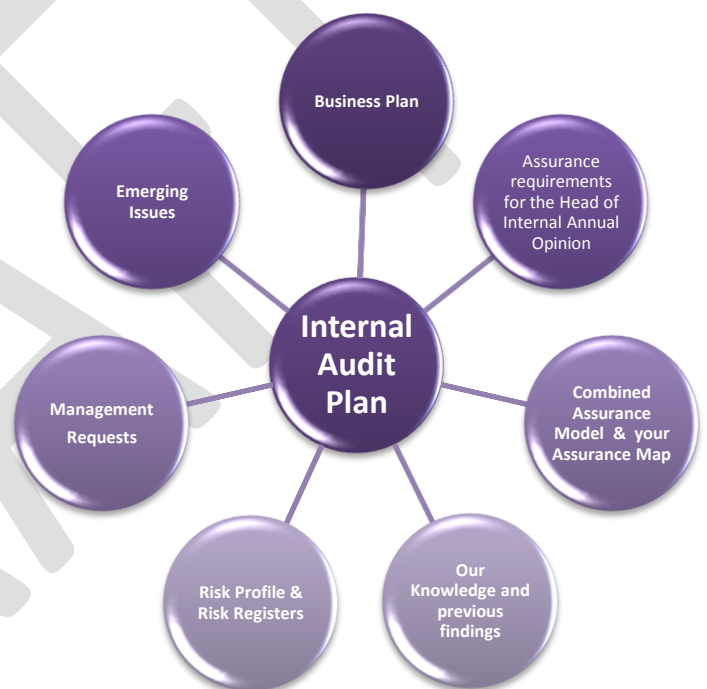 Business Plan
Assurance
requirements
for the Head of
Internal Annual
Opinion
Emerging
Issues
Internal
Audit
Plan
Combined
Assurance
Model & your
Assurance Map
Management
Requests
Our
Knowledge and
previous
findings
Risk Profile &
Risk Registers